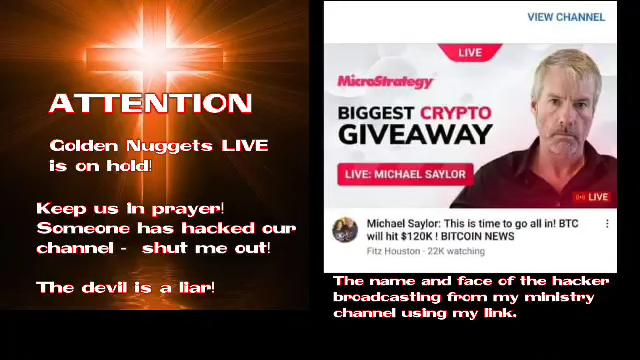 ATTENTION
Golden Nuggets LIVE
is on hold!
Keep us in prayer!
Someone has hacked our
channel - shut me out!
The devil is a liar!
VIEW CHANNEL
LIVE
MicroStrategy
BIGGEST CRYPTO
GIVEAWAY
LIVE: MICHAEL SAYLOR
LIVE
Michael Saylor: This is time to go all in! BTC
will hit $120K ! BITCOIN NEWS
Fitz Houston · 22K watching
The name and face of the hacker
broadcasting from my ministry
channel using my link.